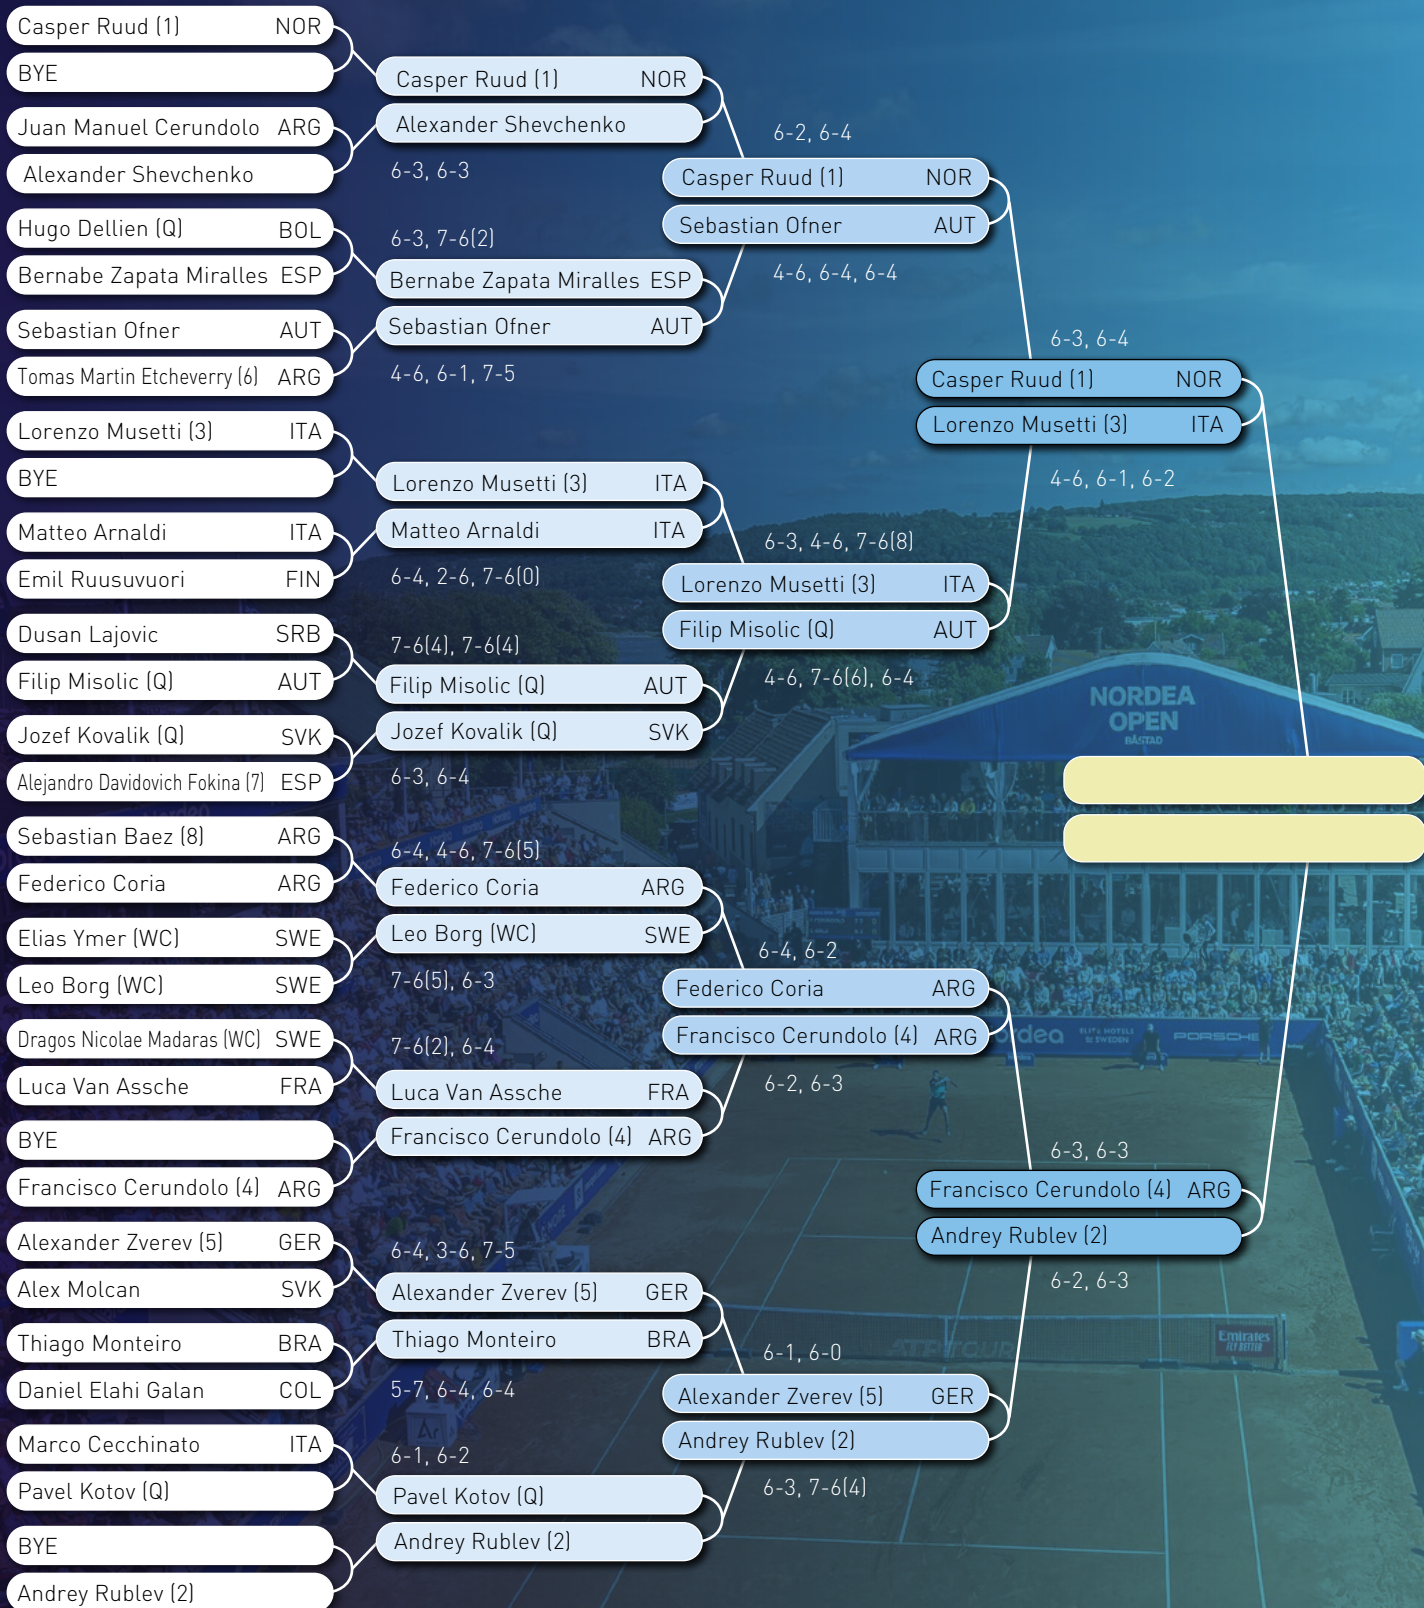 Casper Ruud (1) NOR
BYE
Juan Manuel Cerundolo ARG
Alexander Shevchenko
Hugo Dellien (Q) BOL
Bernabe Zapata Miralles ESP
Sebastian Ofner AUT
Tomas Martin Etcheverry (6) ARG
Lorenzo Musetti (3) ITA
BYE
Matteo Arnaldi ITA
Emil Ruusuvuori FIN
Dusan Lajovic SRB
Filip Misolic (Q) AUT
Jozef Kovalik (Q) SVK
Alejandro Davidovich Fokina (7) ESP
Sebastian Baez (8) ARG
Federico Coria ARG
Elias Ymer (WC) SWE
Leo Borg (WC) SWE
Dragos Nicolae Madaras (WC) SWE
Luca Van Assche FRA
BYE
Francisco Cerundolo (4) ARG
Alexander Zverev (5) GER
Alex Molcan SVK
Thiago Monteiro BRA
Daniel Elahi Galan COL
Marco Cecchinato ITA
Pavel Kotov (Q)
BYE
Andrey Rublev (2)
Casper Ruud (1) NOR
Alexander Shevchenko
6-3, 6-3
6-3, 7-6(2)
Bernabe Zapata Miralles ESP
Sebastian Ofner AUT
4-6, 6-1, 7-5
Lorenzo Musetti (3) ITA
Matteo Arnaldi ITA
6-4, 2-6, 7-6(0)
7-6(4), 7-6(4)
Filip Misolic (Q) AUT
Jozef Kovalik (Q) SVK
6-3, 6-4
6-4, 4-6, 7-6(5)
Federico Coria ARG
Leo Borg (WC) SWE
7-6(5), 6-3
7-6(2), 6-4
Luca Van Assche FRA
Francisco Cerundolo (4) ARG
6-4, 3-6, 7-5
Alexander Zverev (5) GER
Thiago Monteiro BRA
5-7, 6-4, 6-4
6-1, 6-2
Pavel Kotov (Q)
Andrey Rublev (2)
6-2, 6-4
Casper Ruud (1) NOR
Sebastian Ofner AUT
4-6, 6-4, 6-4
6-3, 4-6, 7-6(8)
Lorenzo Musetti (3) ITA
Filip Misolic (Q) AUT
4-6, 7-6(6), 6-4
6-4, 6-2
Federico Coria ARG
Francisco Cerundolo (4) ARG
6-2, 6-3
6-1, 6-0
Alexander Zverev (5) GER
Andrey Rublev (2)
6-3, 7-6(4)
6-3, 6-4
Casper Ruud (1) NOR
Lorenzo Musetti (3) ITA
4-6, 6-1, 6-2
6-3, 6-3
Francisco Cerundolo (4) ARG
Andrey Rublev (2)
6-2, 6-3
NORDEA
OPEN
BÅSTAD
ELITE HOTELS
OF SWEDEN
PORSCHE
Emirates
FLY BETTER